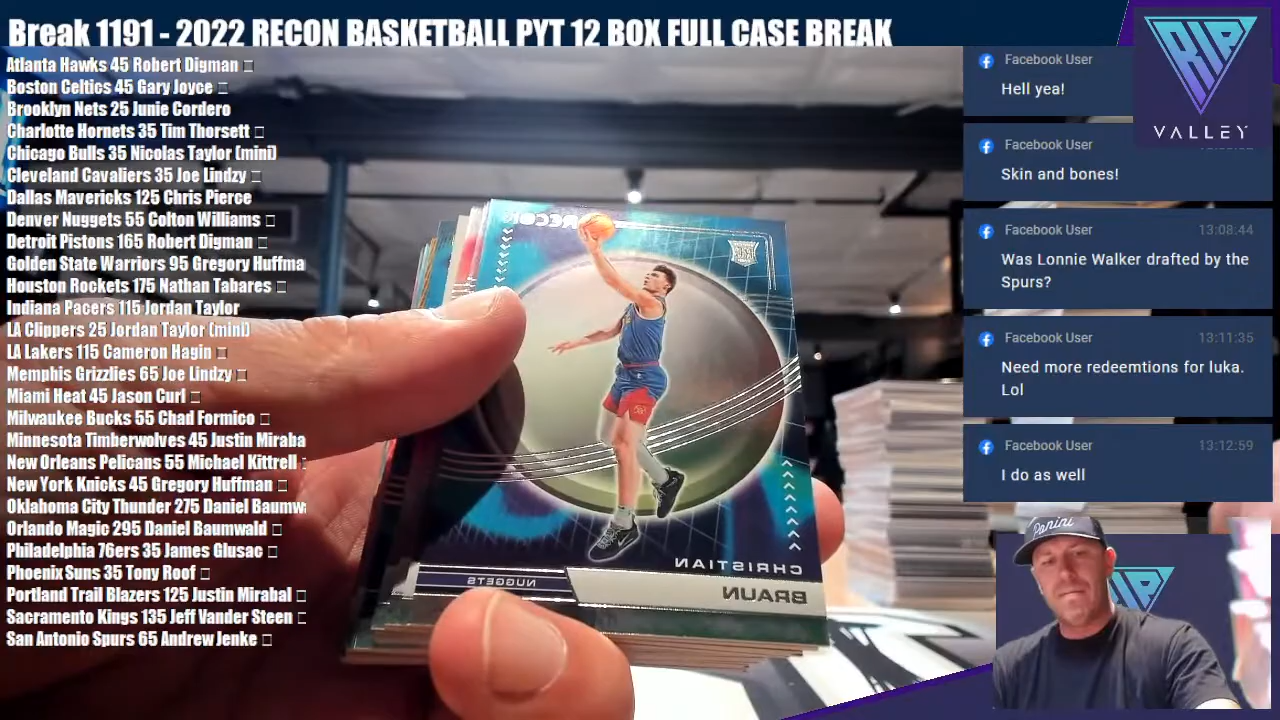 Break 1191 - 2022 RECON BASKETBALL PYT 12 BOX FULL CASE BREAK
Atlanta Hawks 45 Robert Digman
Boston Celtics 45 Gary Joyce
Brooklyn Nets 25 Junie Cordero
Charlotte Hornets 35 Tim Thorsett
Chicago Bulls 35 Nicolas Taylor (mini)
Cleveland Cavaliers 35 Joe Lindzy
Dallas Mavericks 125 Chris Pierce
Denver Nuggets 55 Colton Williams
Detroit Pistons 165 Robert Digman
Golden State Warriors 95 Gregory Huffma
Houston Rockets 175 Nathan Tabares
Indiana Pacers 115 Jordan Taylor
LA Clippers 25 Jordan Taylor (mini)
LA Lakers 115 Cameron Hagin
Memphis Grizzlies 65 Joe Lindzy
Miami Heat 45 Jason Curl
Milwaukee Bucks 55 Chad Formico
Minnesota Timberwolves 45 Justin Miraba
New Orleans Pelicans 55 Michael Kittrell
New York Knicks 45 Gregory Huffman
Oklahoma City Thunder 275 Daniel Baumw
Orlando Magic 295 Daniel Baumwald
Philadelphia 76ers 35 James Glusac
Phoenix Suns 35 Tony Roof
Portland Trail Blazers 125 Justin Mirabal
Sacramento Kings 135 Jeff Vander Steen
San Antonio Spurs 65 Andrew Jenke
RECON
CHRISTIAN
BRAUN
NUGGETS
Facebook User
Hell yea!
Facebook User
Skin and bones!
Facebook User 13:08:44
Was Lonnie Walker drafted by the
Spurs?
Facebook User 13:11:35
Need more redeemtions for luka.
Lol
Facebook User 13:12:59
I do as well
RIP
VALLEY
Panini
RIP